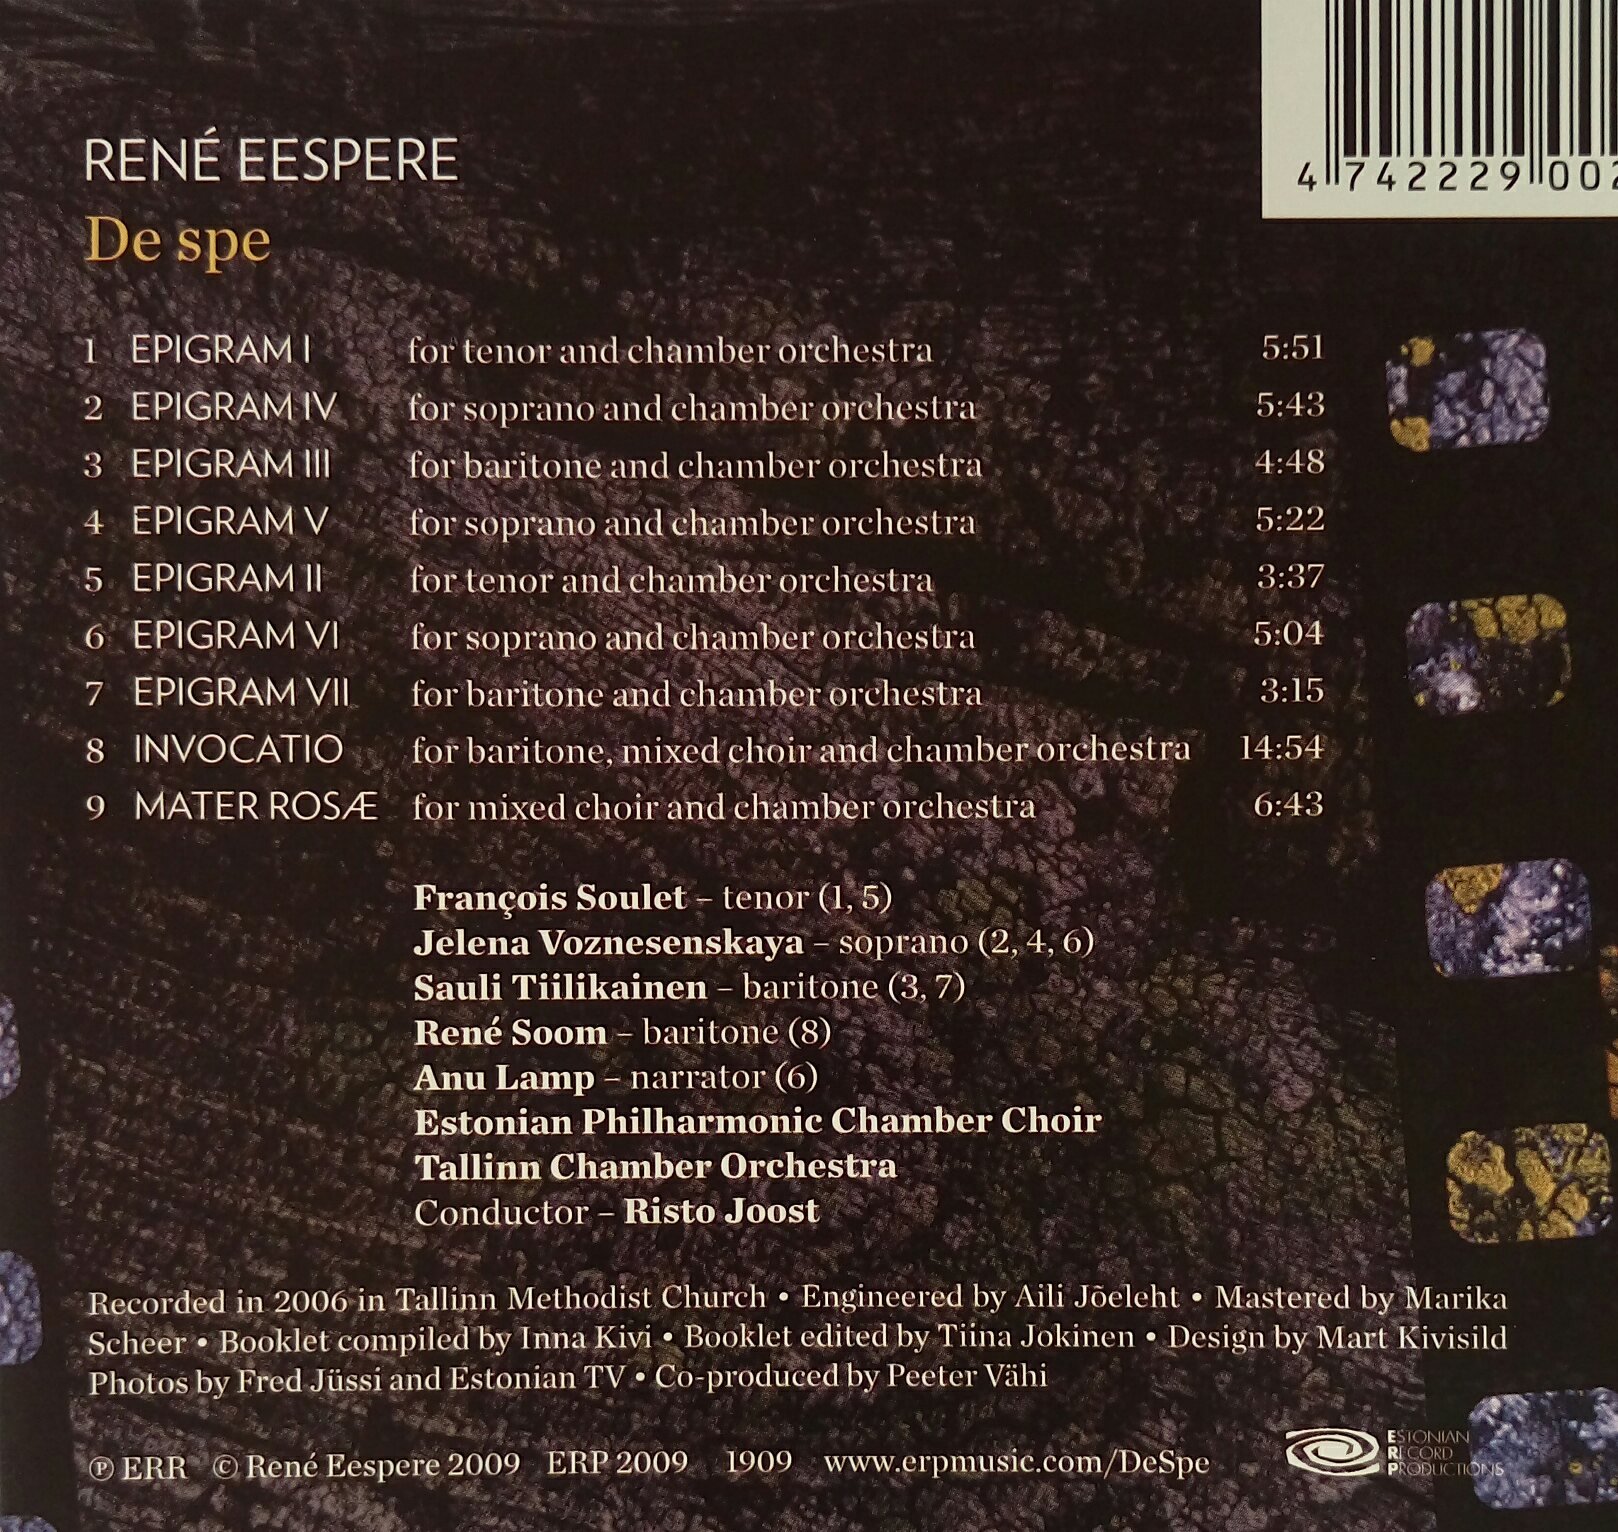 4 742229 002
RENÉ EESPERE
De spe
1 EPIGRAM I for tenor and chamber orchestra 5:51
2 EPIGRAM IV for soprano and chamber orchestra 5:43
3 EPIGRAM III for baritone and chamber orchestra 4:48
4 EPIGRAM V for soprano and chamber orchestra 5:22
5 EPIGRAM II for tenor and chamber orchestra 3:37
6 EPIGRAM VI for soprano and chamber orchestra 5:04
7 EPIGRAM VII for baritone and chamber orchestra 3:15
8 INVOCATIO for baritone, mixed choir and chamber orchestra 14:54
9 MATER ROSÆ for mixed choir and chamber orchestra 6:43
François Soulet – tenor (1, 5)
Jelena Voznesenskaya – soprano (2, 4, 6)
Sauli Tiilikainen – baritone (3, 7)
René Soom – baritone (8)
Anu Lamp – narrator (6)
Estonian Philharmonic Chamber Choir
Tallinn Chamber Orchestra
Conductor – Risto Joost
Recorded in 2006 in Tallinn Methodist Church • Engineered by Aili Jõeleht • Mastered by Marika
Scheer • Booklet compiled by Inna Kivi • Booklet edited by Tiina Jokinen • Design by Mart Kivisild
Photos by Fred Jüssi and Estonian TV • Co-produced by Peeter Vähi
℗ ERR © René Eespere 2009 ERP 2009 1909 www.erpmusic.com/DeSpe
ESTONIAN
RECORD
PRODUCTIONS